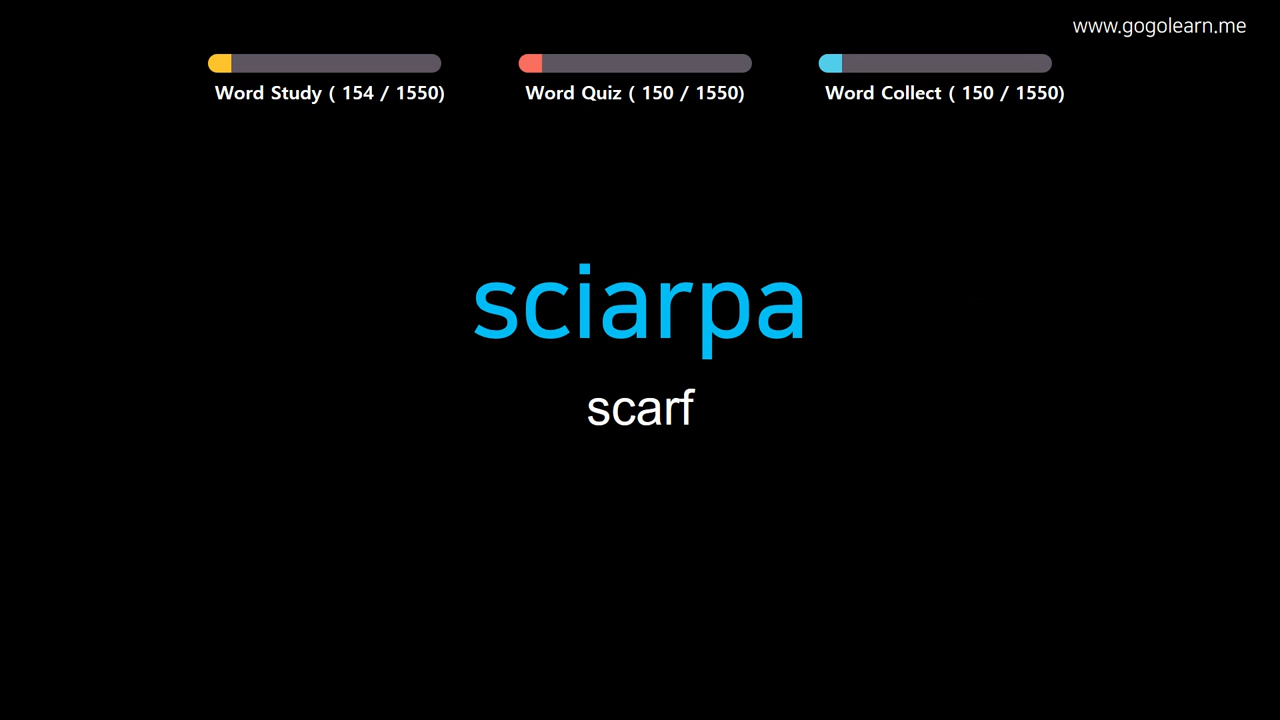 www.gogolearn.me
Word Study ( 154 / 1550)
Word Quiz ( 150 / 1550)
Word Collect ( 150 / 1550)
sciarpa
scarf